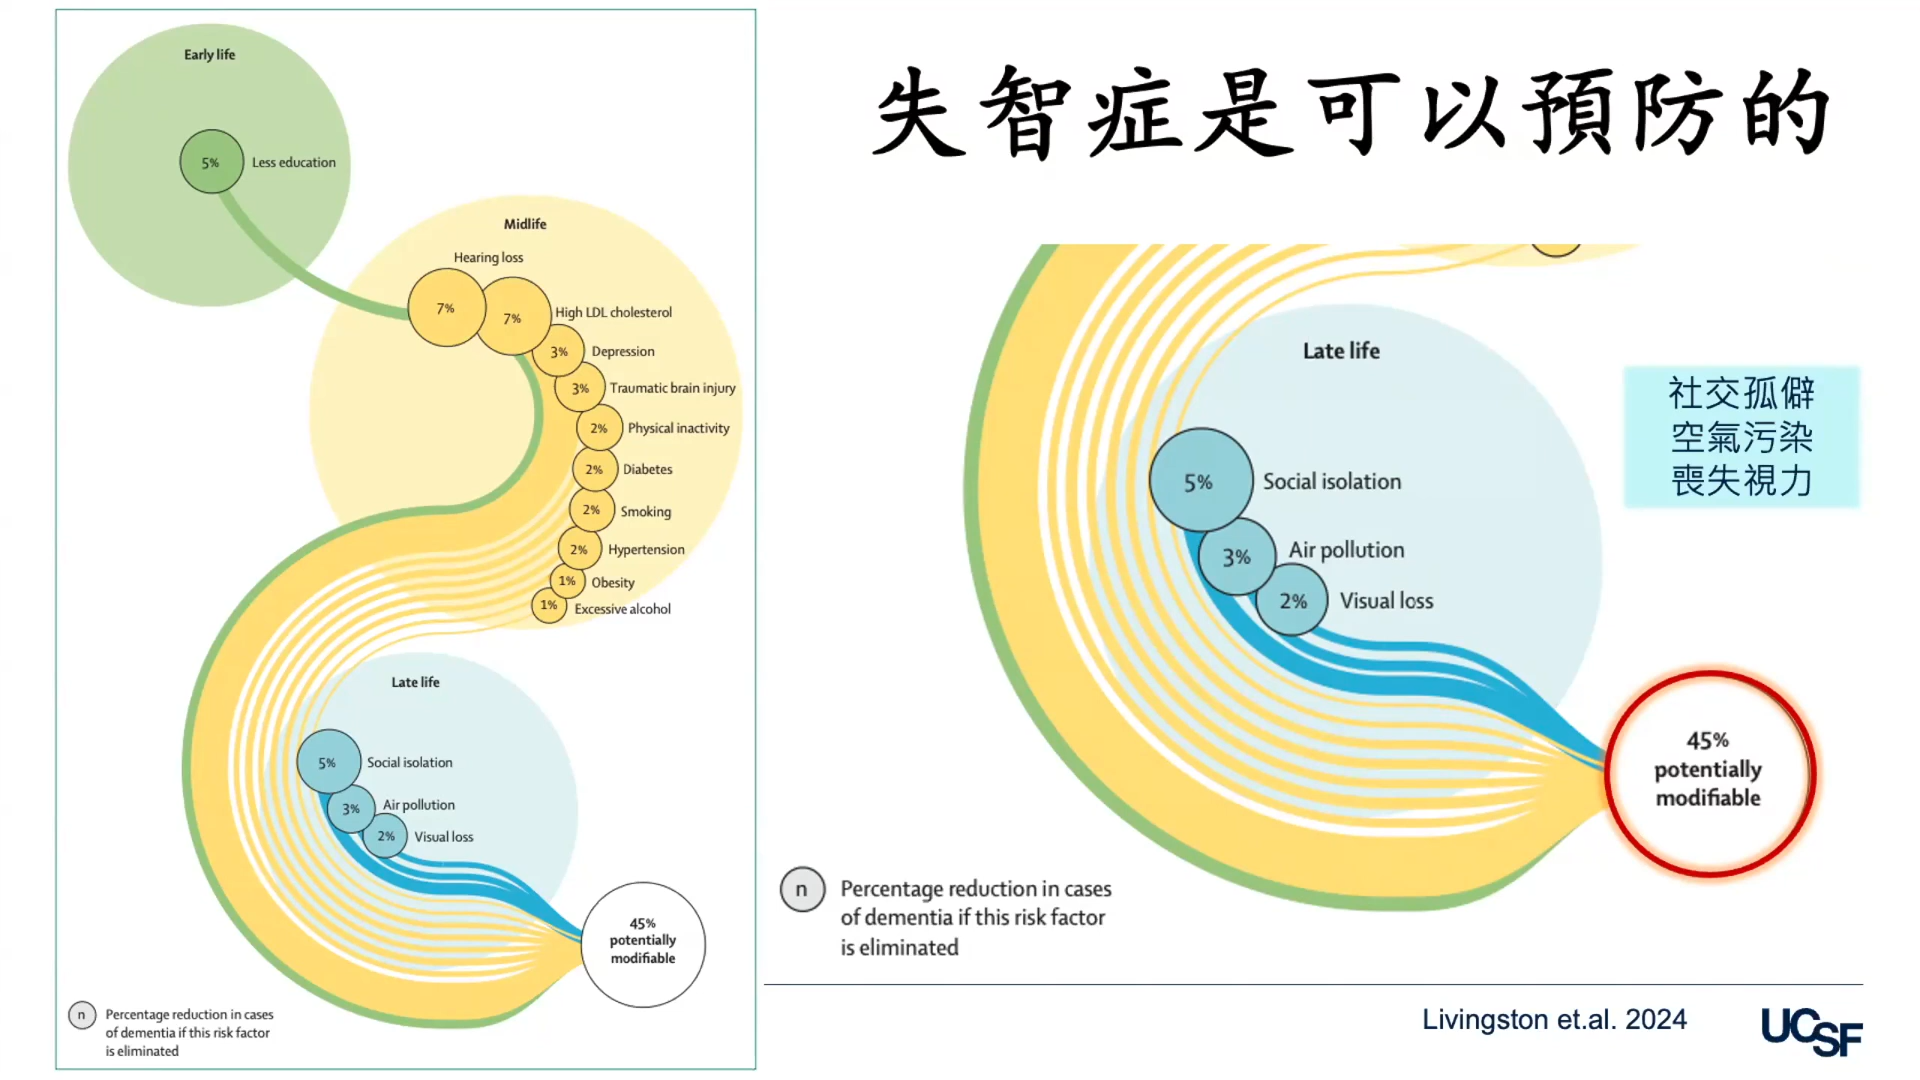 Early life
5%
Less education
Midlife
Hearing loss
7%
7%
High LDL cholesterol
3%
Depression
3%
Traumatic brain injury
2%
Physical inactivity
2%
Diabetes
2%
Smoking
2%
Hypertension
1%
Obesity
1%
Excessive alcohol
Late life
5%
Social isolation
3%
Air pollution
2%
Visual loss
45%
potentially
modifiable
n
Percentage reduction in cases
of dementia if this risk factor
is eliminated
失智症是可以預防的
Late life
5%
Social isolation
3%
Air pollution
2%
Visual loss
社交孤僻
空氣污染
喪失視力
45%
potentially
modifiable
n
Percentage reduction in cases
of dementia if this risk factor
is eliminated
Livingston et.al. 2024
UCSF